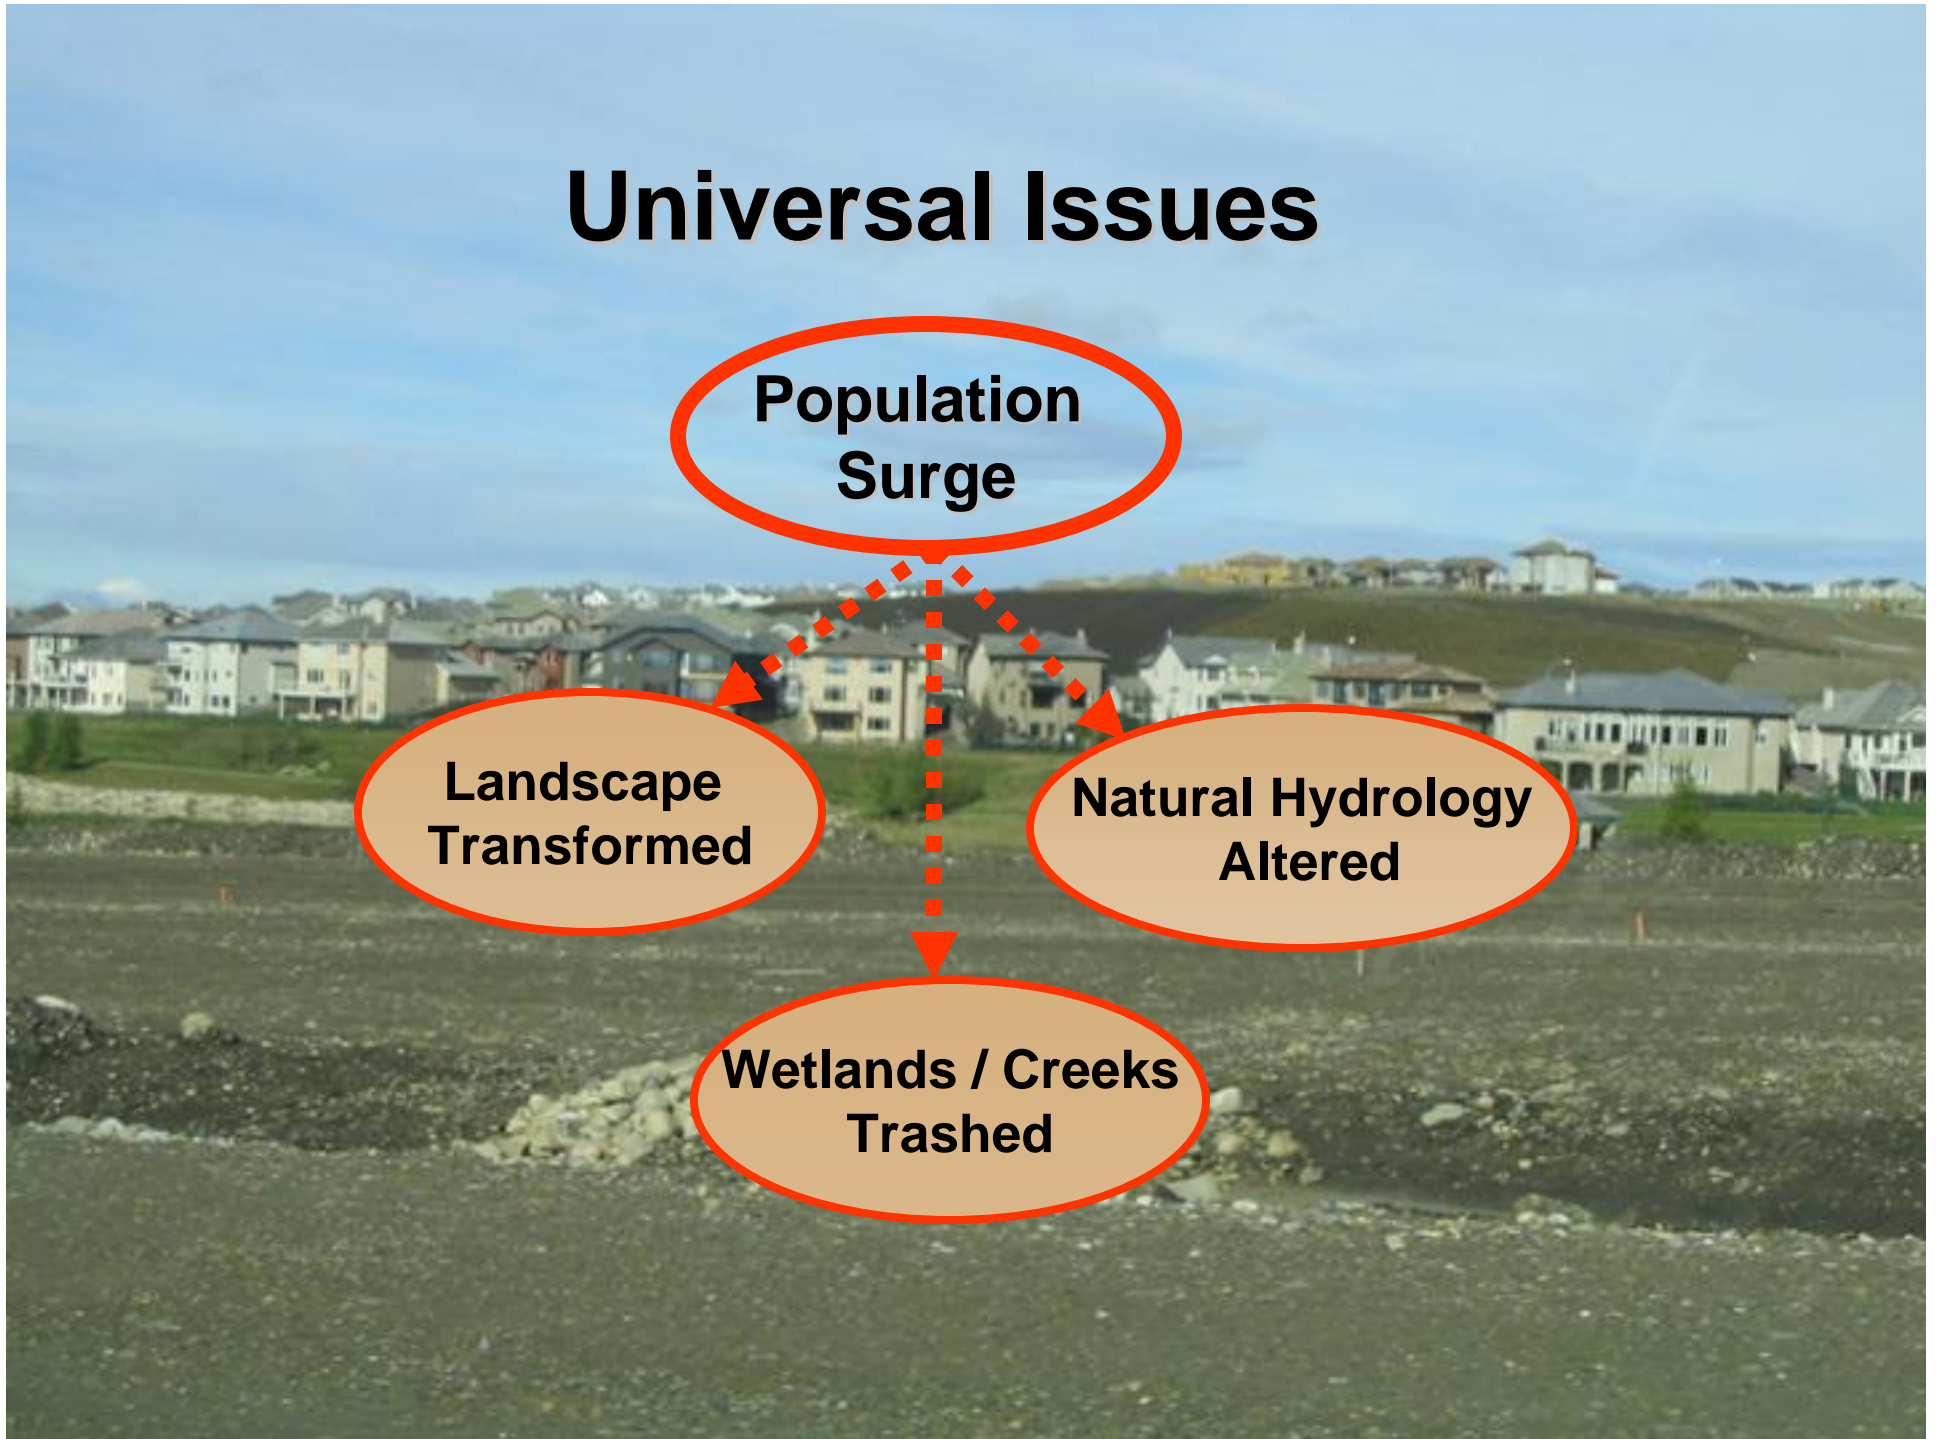 Universal Issues
Population
Surge
Landscape
Transformed
Natural Hydrology
Altered
Wetlands / Creeks
Trashed